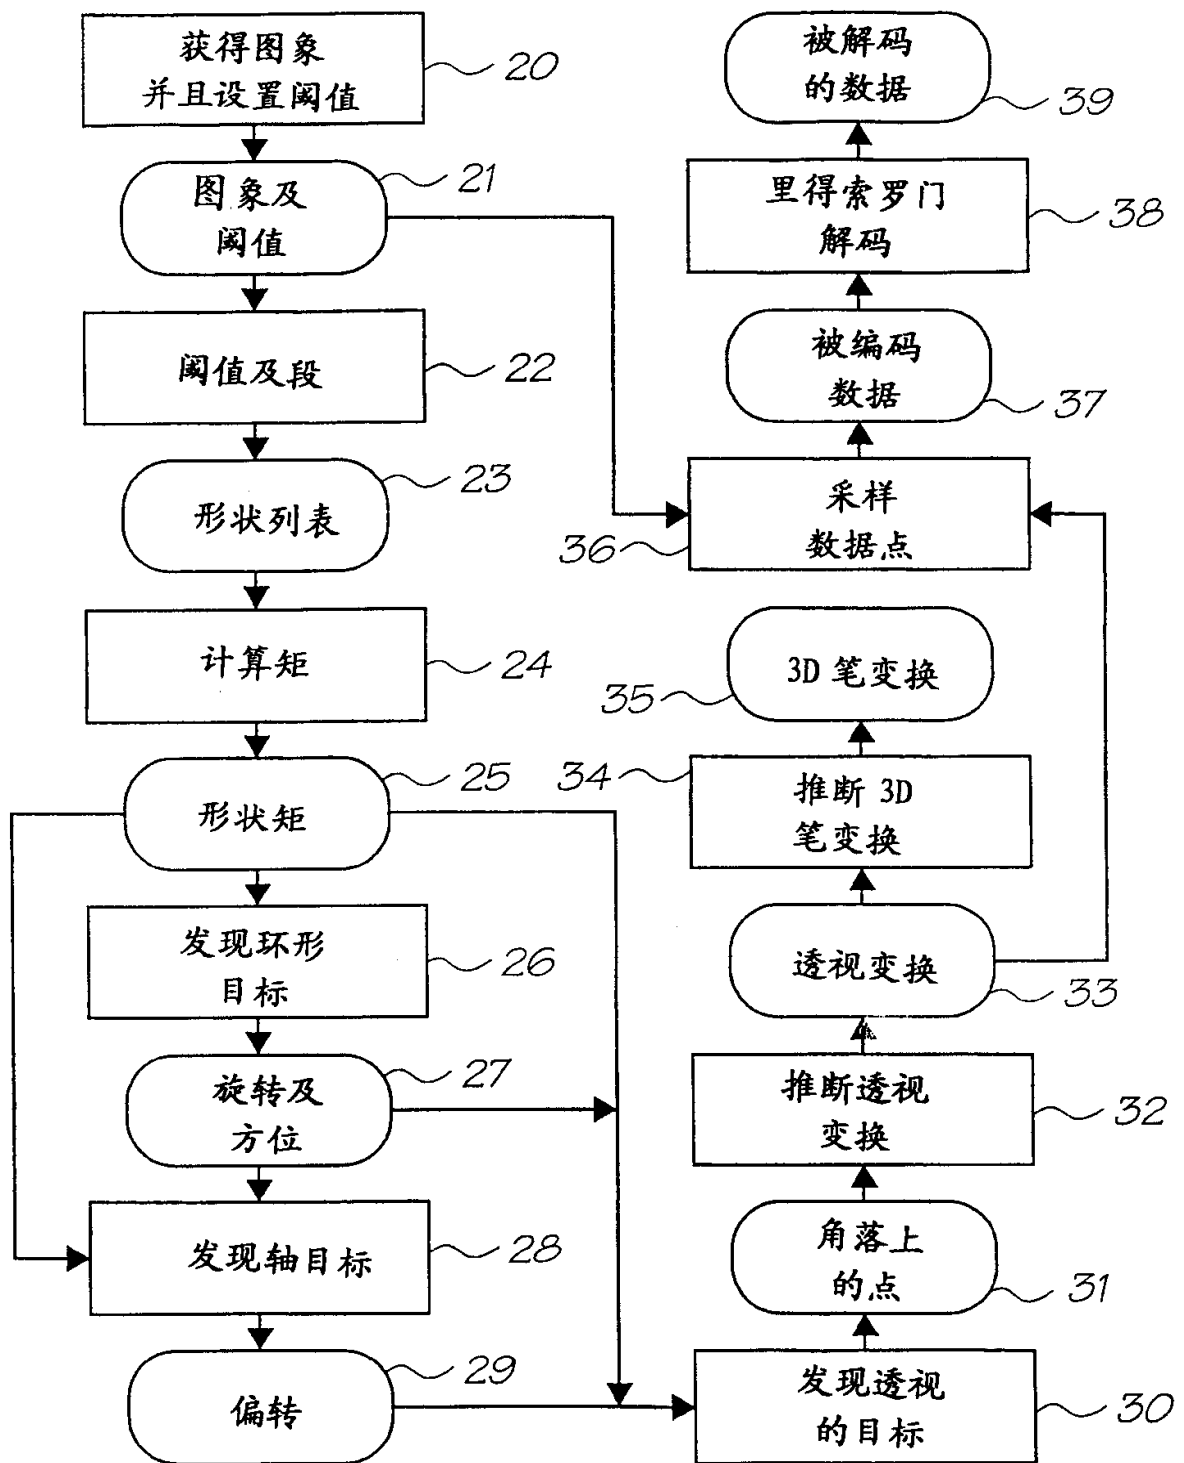 获得图象
并且设置阈值
20
图象及
阈值
21
阈值及段
22
形状列表
23
计算矩
24
形状矩
25
发现环形
目标
26
旋转及
方位
27
发现轴目标
28
偏转
29
发现透视
的目标
30
角落上
的点
31
推断透视
变换
32
透视变换
33
推断 3D
笔变换
34
3D 笔变换
35
采样
数据点
36
被编码
数据
37
里得索罗门
解码
38
被解码
的数据
39